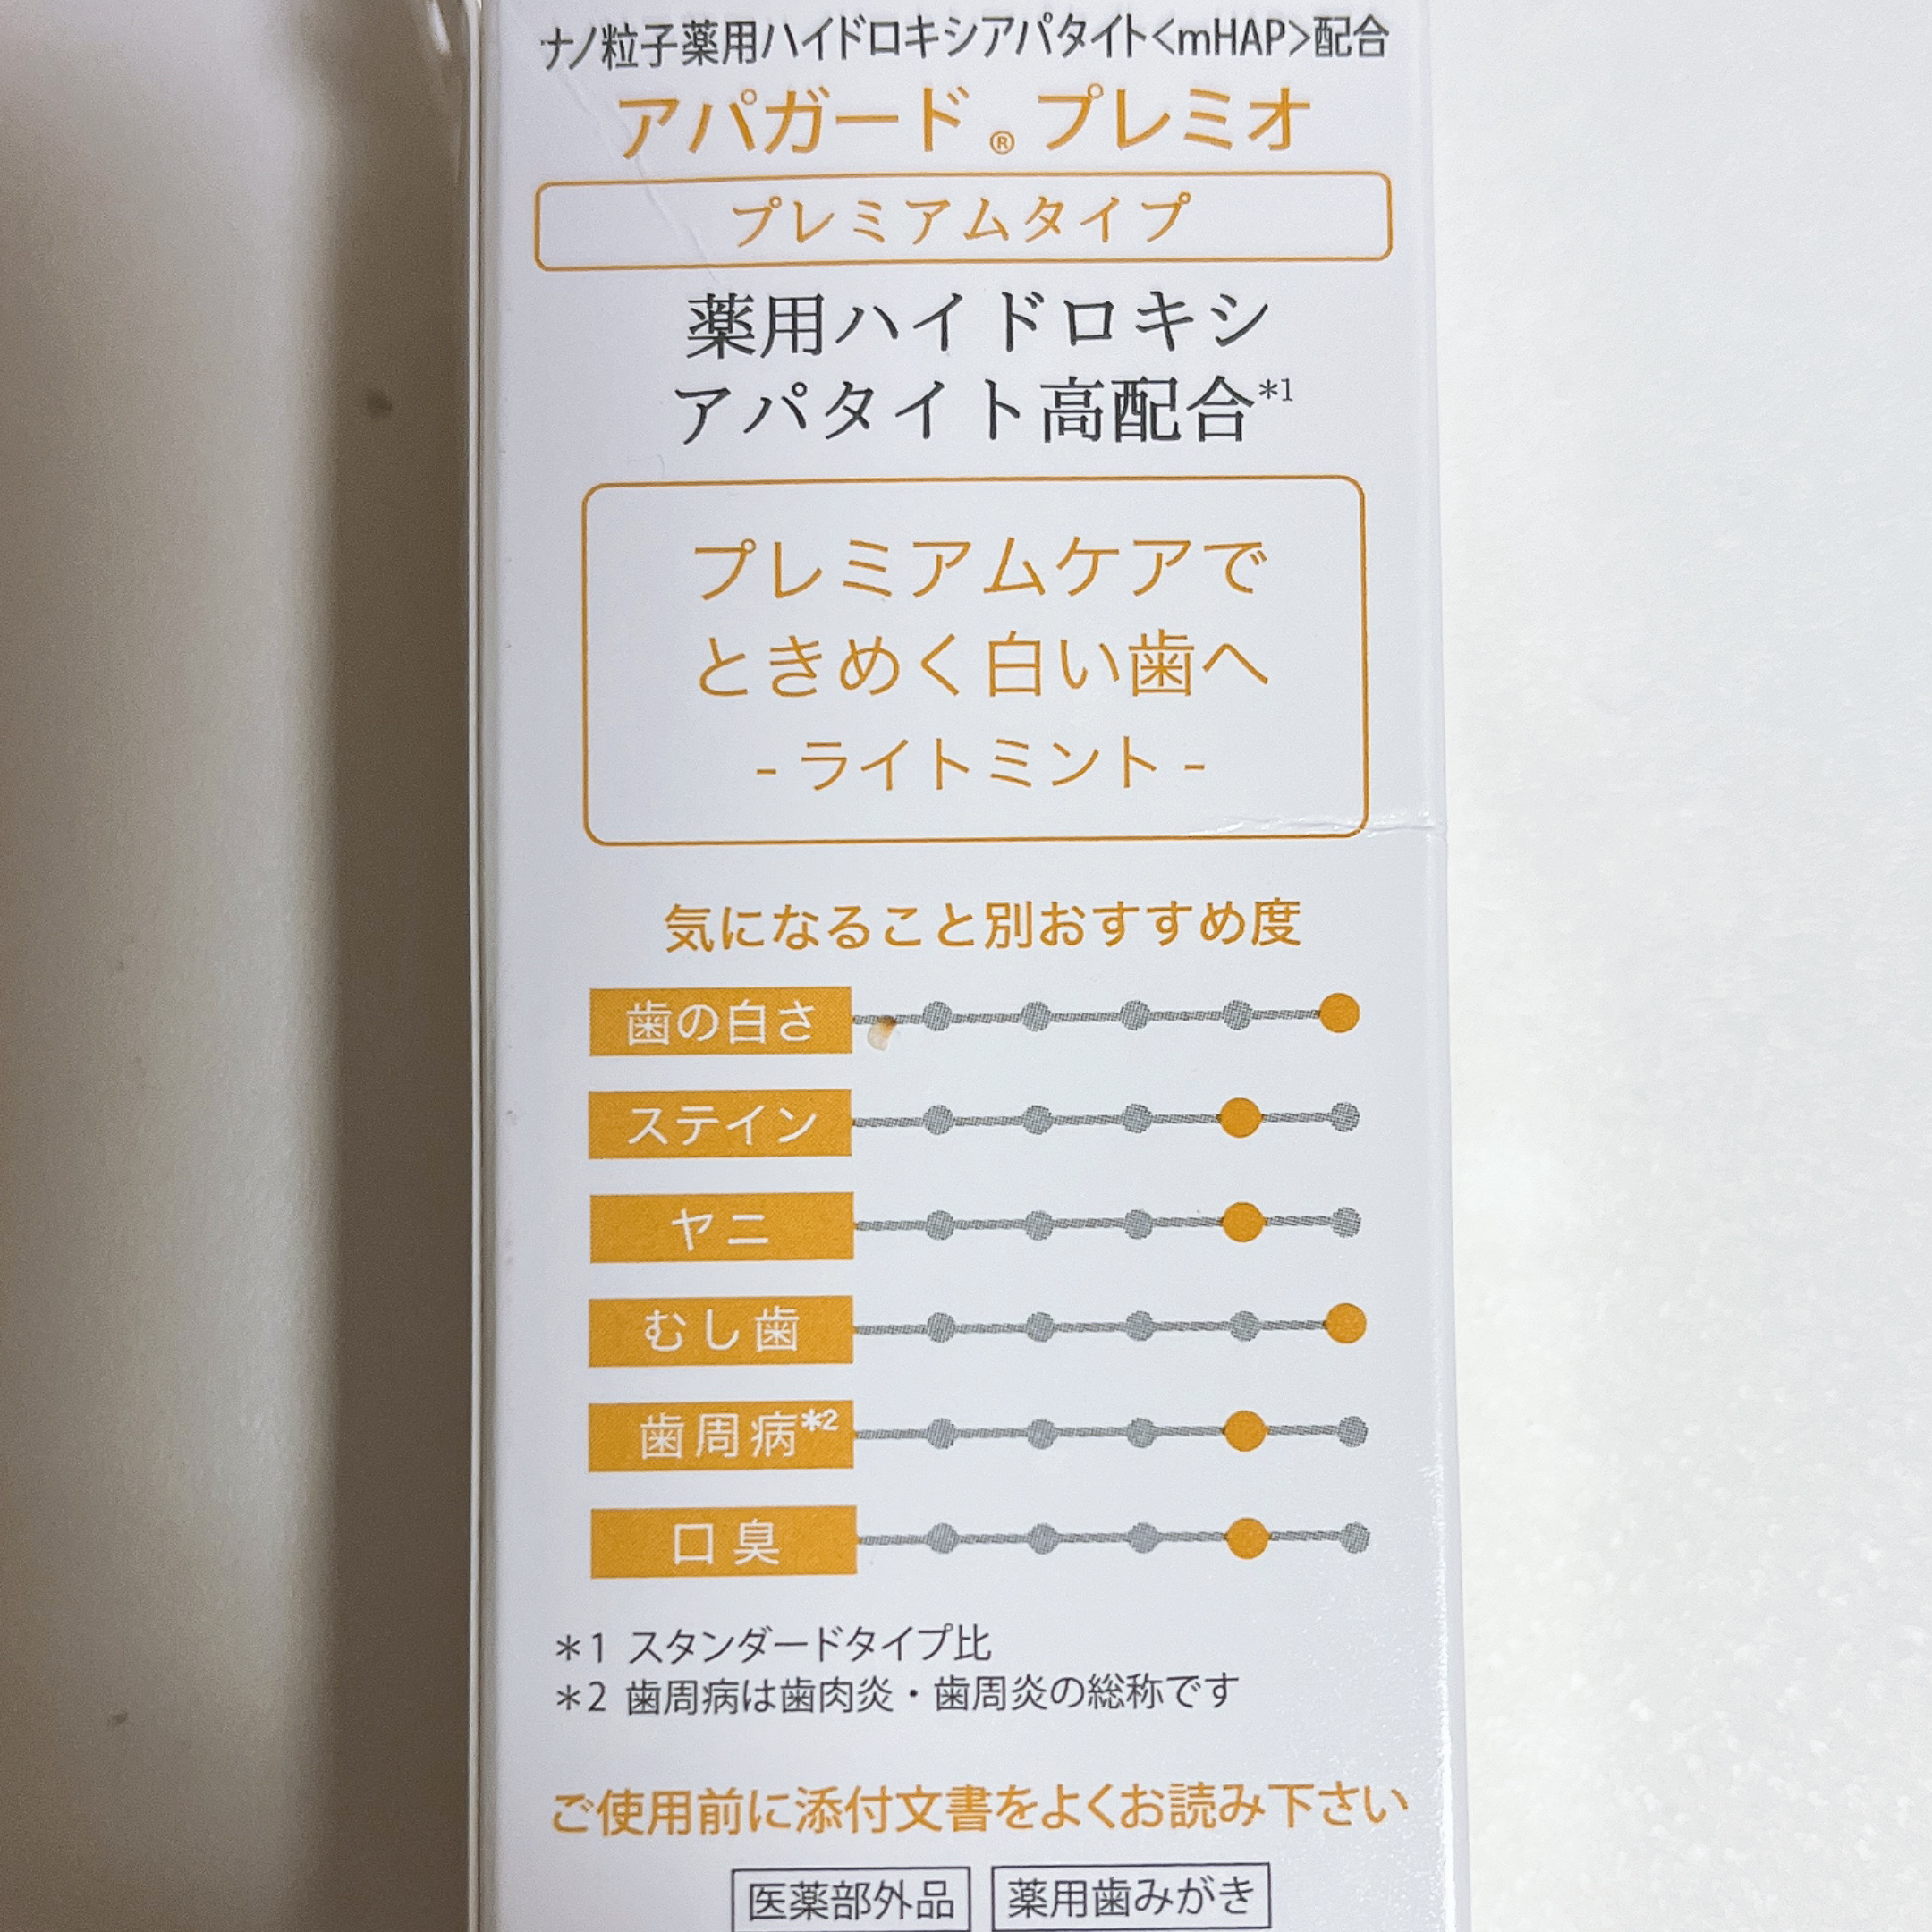 ナノ粒子薬用ハイドロキシアパタイト<mHAP>配合
アパガード®プレミオ
プレミアムタイプ
薬用ハイドロキシ
アパタイト高配合*1
プレミアムケアで
ときめく白い歯へ
- ライトミント -
気になること別おすすめ度
歯の白さ
ステイン
ヤニ
むし歯
歯周病*2
口臭
*1 スタンダードタイプ比
*2 歯周病は歯肉炎・歯周炎の総称です
ご使用前に添付文書をよくお読み下さい
医薬部外品 薬用歯みがき